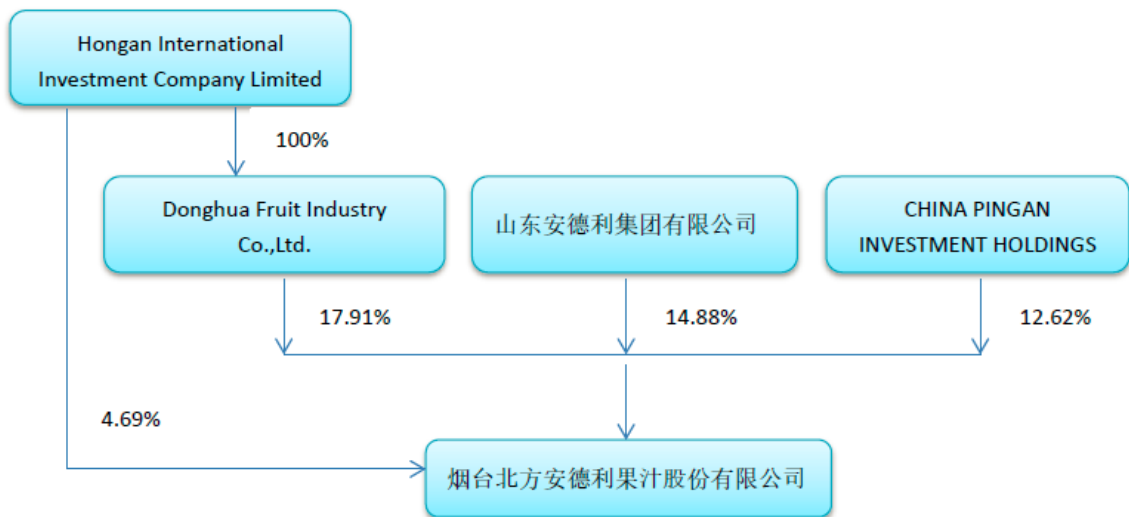 Hongan International
Investment Company Limited
100%
Donghua Fruit Industry
Co.,Ltd.
山东安德利集团有限公司
CHINA PINGAN
INVESTMENT HOLDINGS
17.91%
14.88%
12.62%
4.69%
烟台北方安德利果汁股份有限公司